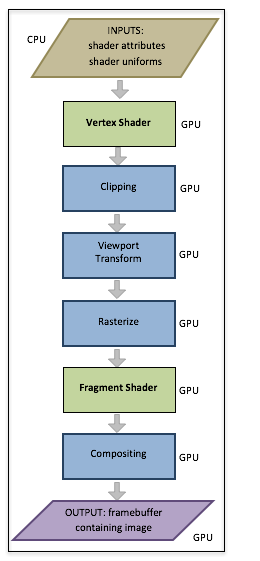 INPUTS:
CPU
shader attributes
shader uniforms
Vertex Shader
GPU
Clipping
GPU
Viewport
Transform
GPU
Rasterize
GPU
Fragment Shader
GPU
Compositing
GPU
OUTPUT: framebuffer
containing image
GPU